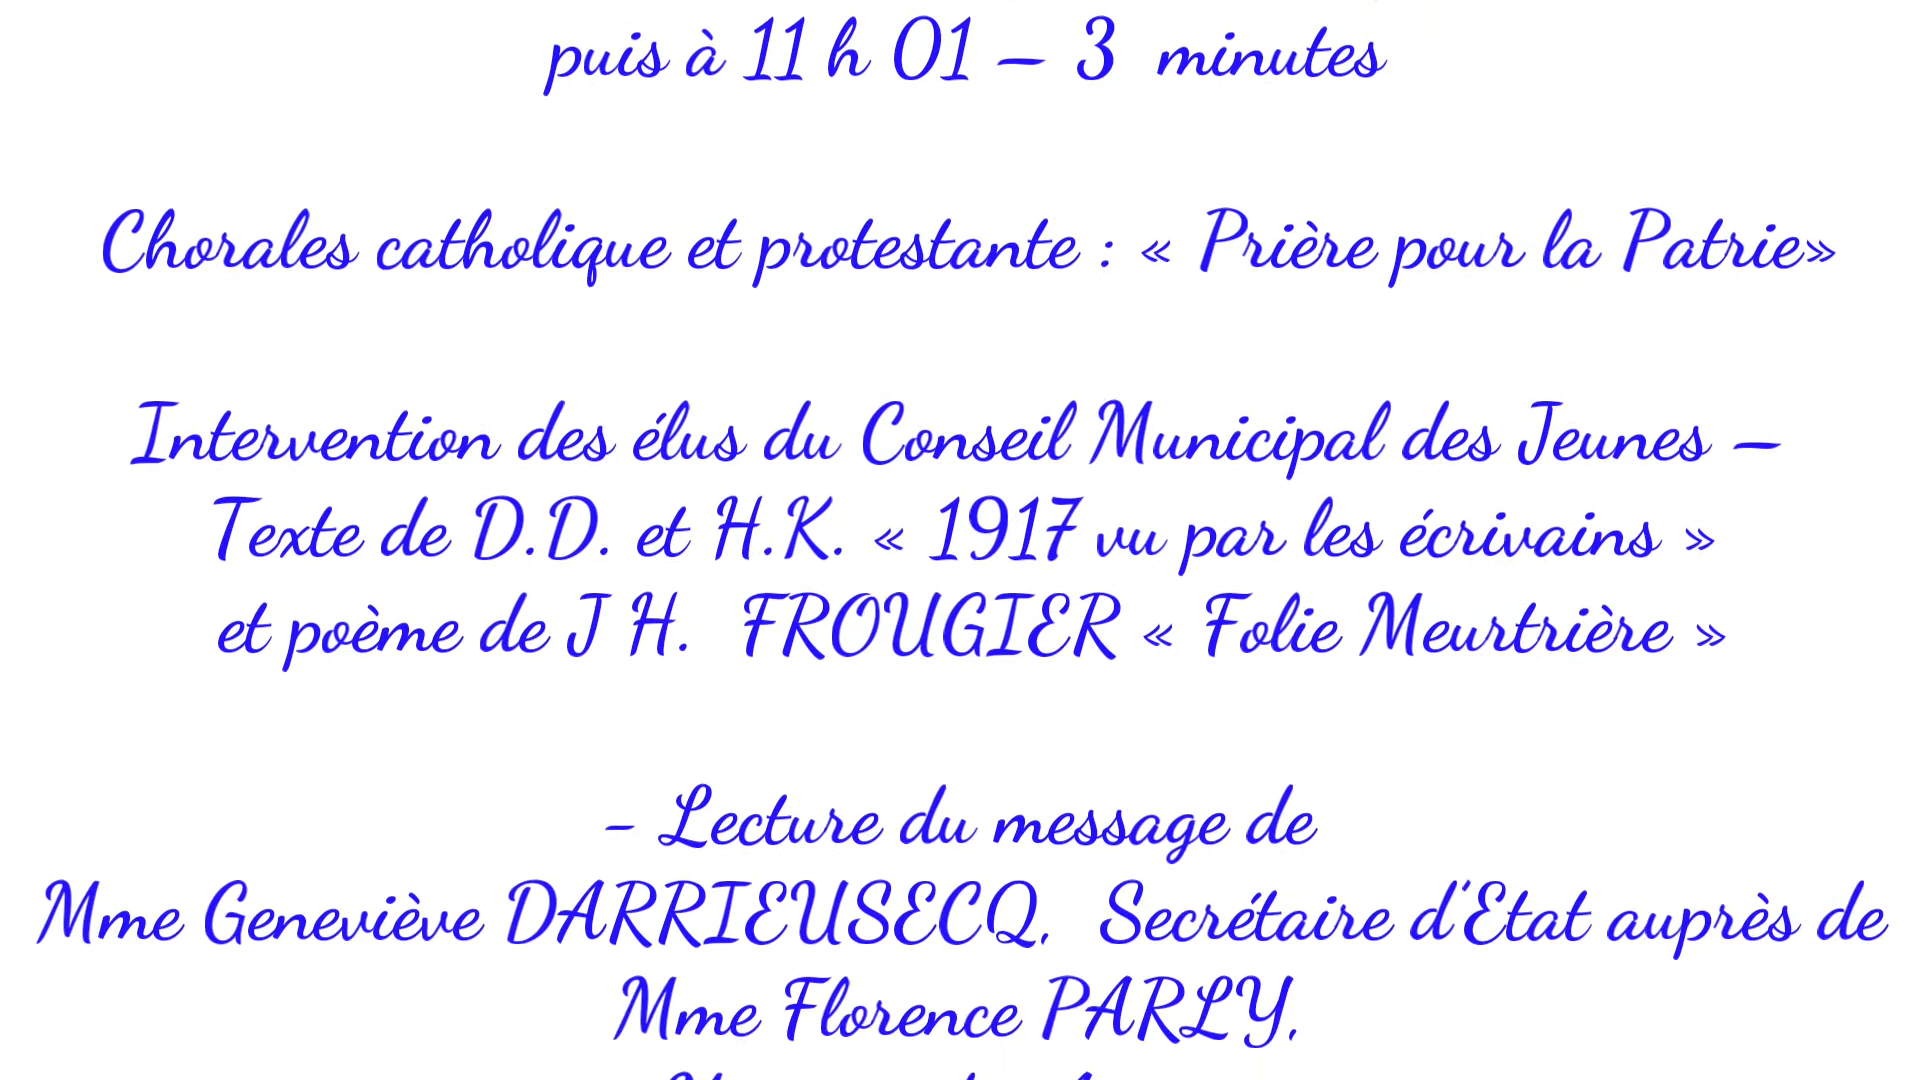 puis à 11 h 01 – 3 minutes
Chorales catholique et protestante : « Prière pour la Patrie»
Intervention des élus du Conseil Municipal des Jeunes –
Texte de D.D. et H.K. « 1917 vu par les écrivains »
et poème de J H. FROUGIER « Folie Meurtrière »
- Lecture du message de
Mme Geneviève DARRIEUSECQ, Secrétaire d'Etat auprès de
Mme Florence PARLY,